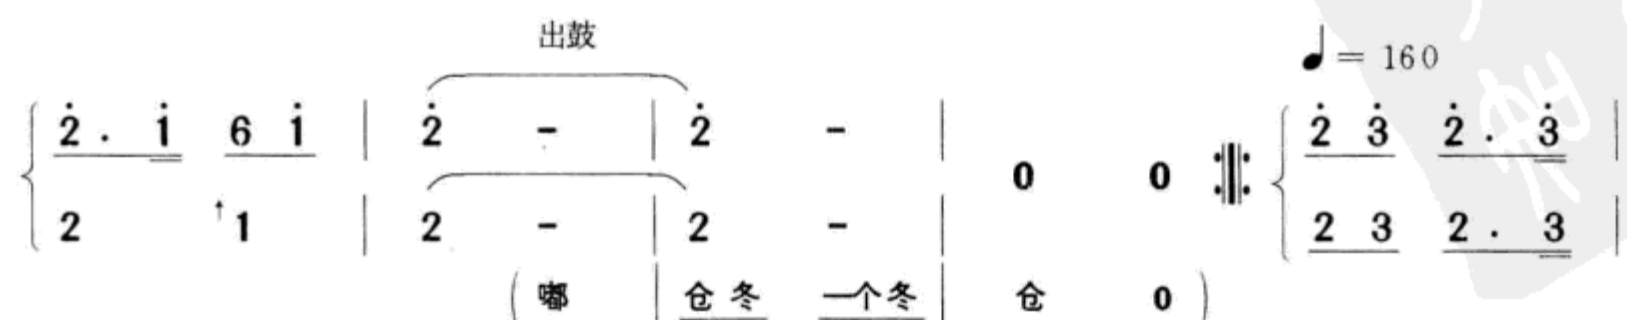 出鼓
♩= 160
2̇ . 1̇ 6 1̇ | 2̇ - | 2̇ - | 0 0 :‖: 2̇ 3̇ 2̇ . 3̇ |
2 ↑1 | 2 - | 2 - | 2 3 2 . 3 |
(嘟 | 仓 冬 一个冬 | 仓 0)